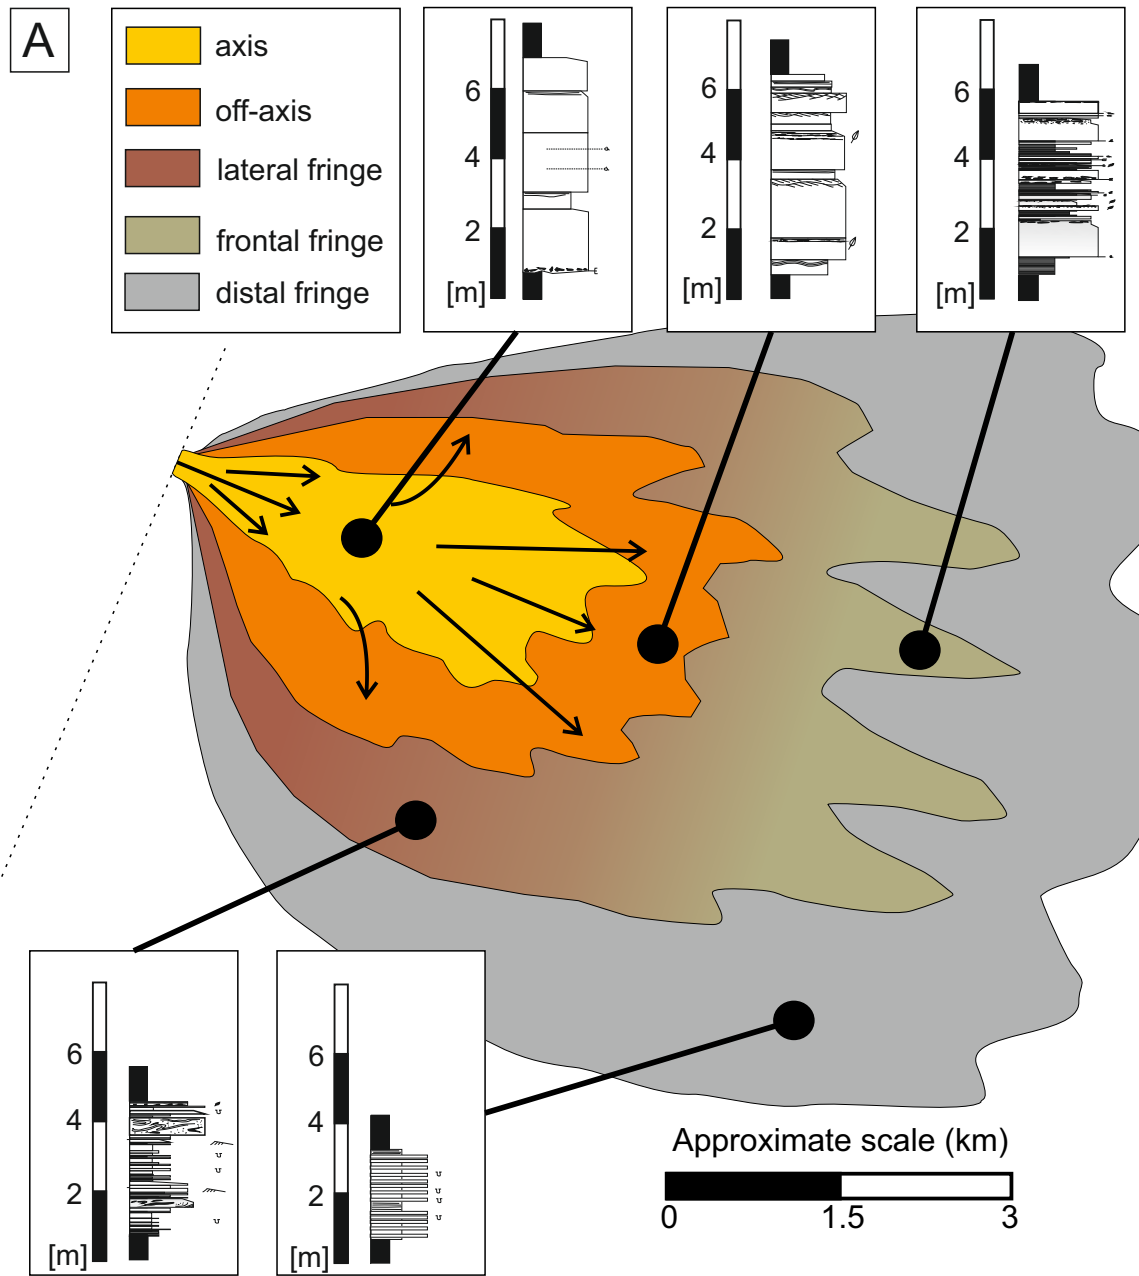 A
axis
off-axis
lateral fringe
frontal fringe
distal fringe
6
4
2
[m]
6
4
2
[m]
6
4
2
[m]
6
4
2
[m]
6
4
2
[m]
Approximate scale (km)
0 1.5 3